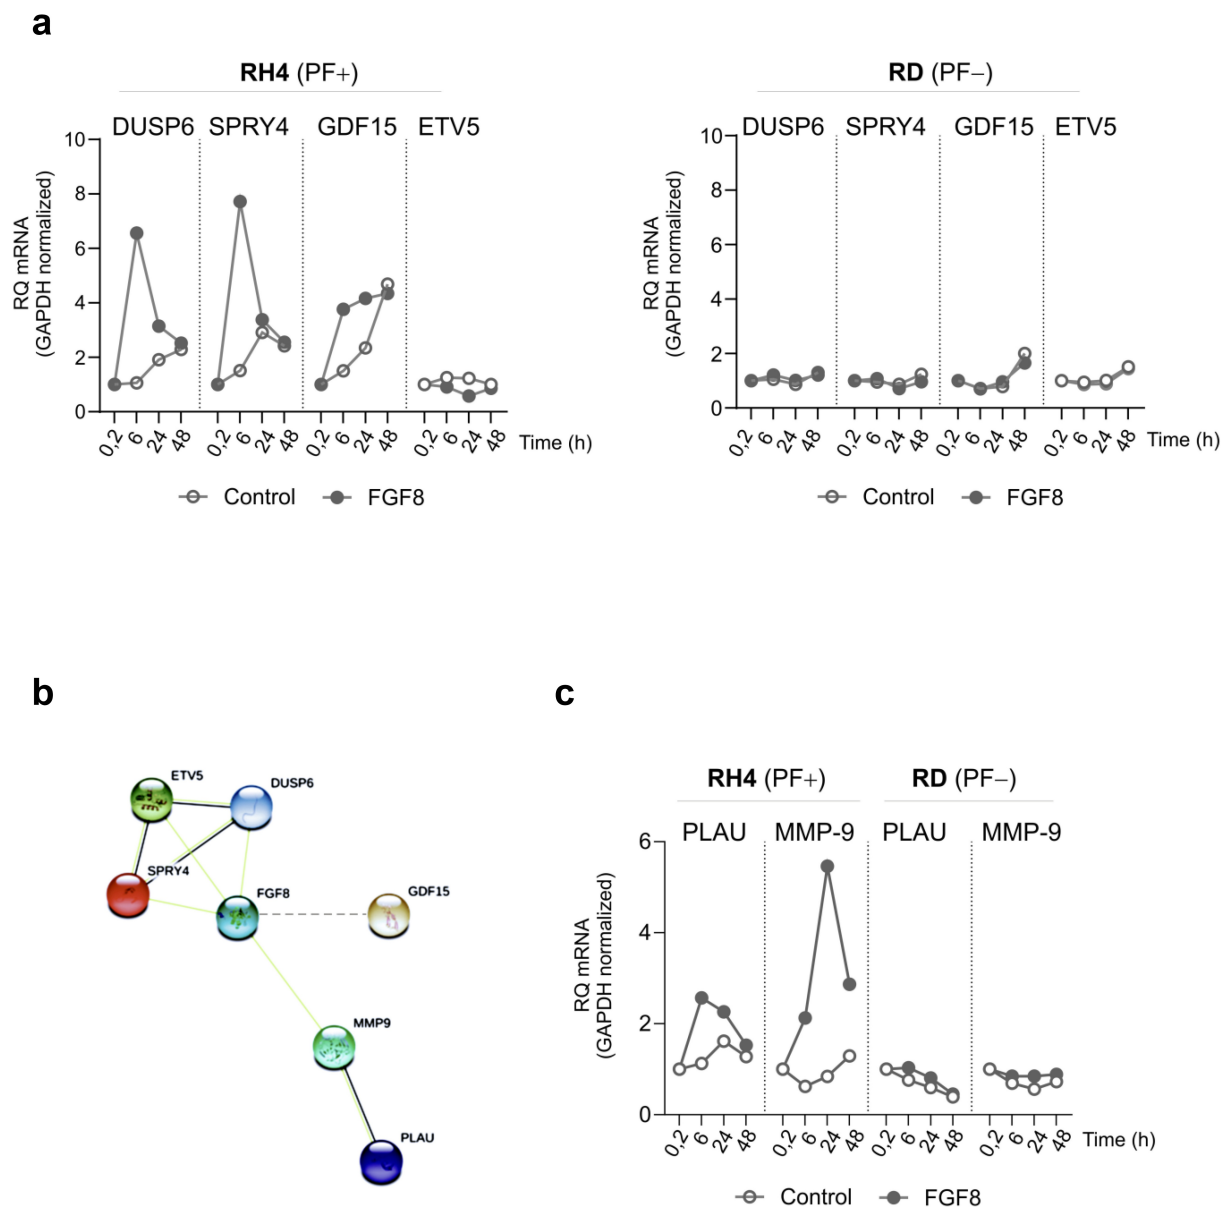 a
RH4 (PF+)
RD (PF−)
DUSP6 SPRY4 GDF15 ETV5
DUSP6 SPRY4 GDF15 ETV5
RQ mRNA
(GAPDH normalized)
10
8
6
4
2
0
0,2 6 24 48 0,2 6 24 48 0,2 6 24 48 0,2 6 24 48 Time (h)
Control FGF8
RQ mRNA
(GAPDH normalized)
10
8
6
4
2
0
0,2 6 24 48 0,2 6 24 48 0,2 6 24 48 0,2 6 24 48 Time (h)
Control FGF8
b
ETV5
DUSP6
SPRY4
FGF8
GDF15
MMP9
PLAU
c
RH4 (PF+) RD (PF−)
PLAU MMP-9 PLAU MMP-9
RQ mRNA
(GAPDH normalized)
6
4
2
0
0,2 6 24 48 0,2 6 24 48 0,2 6 24 48 0,2 6 24 48 Time (h)
Control FGF8